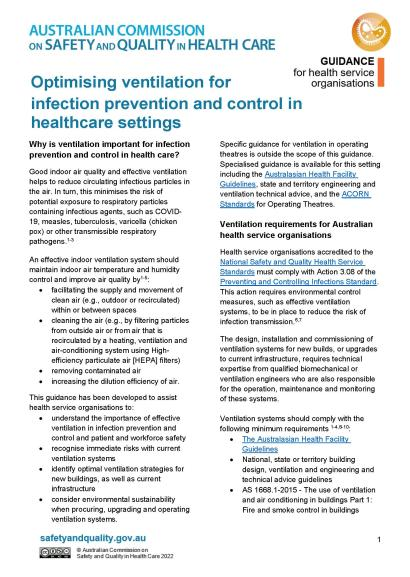 AUSTRALIAN COMMISSION
ON SAFETY AND QUALITY IN HEALTH CARE
GUIDANCE
for health service
organisations
Optimising ventilation for
infection prevention and control in
healthcare settings
Why is ventilation important for infection
prevention and control in health care?
Good indoor air quality and effective ventilation
helps to reduce circulating infectious particles in
the air. In turn, this minimises the risk of
potential exposure to respiratory particles
containing infectious agents, such as COVID-
19, measles, tuberculosis, varicella (chicken
pox) or other transmissible respiratory
pathogens.1-3
An effective indoor ventilation system should
maintain indoor air temperature and humidity
control and improve air quality by1-5:
• facilitating the supply and movement of
clean air (e.g., outdoor or recirculated)
within or between spaces
• cleaning the air (e.g., by filtering particles
from outside air or from air that is
recirculated by a heating, ventilation and
air-conditioning system using High-
efficiency particulate air [HEPA] filters)
• removing contaminated air
• increasing the dilution efficiency of air.
This guidance has been developed to assist
health service organisations to:
• understand the importance of effective
ventilation in infection prevention and
control and patient and workforce safety
• recognise immediate risks with current
ventilation systems
• identify optimal ventilation strategies for
new buildings, as well as current
infrastructure
• consider environmental sustainability
when procuring, upgrading and operating
ventilation systems.
Specific guidance for ventilation in operating
theatres is outside the scope of this guidance.
Specialised guidance is available for this setting
including the Australasian Health Facility
Guidelines, state and territory engineering and
ventilation technical advice, and the ACORN
Standards for Operating Theatres.
Ventilation requirements for Australian
health service organisations
Health service organisations accredited to the
National Safety and Quality Health Service
Standards must comply with Action 3.08 of the
Preventing and Controlling Infections Standard.
This action requires environmental control
measures, such as effective ventilation
systems, to be in place to reduce the risk of
infection transmission.6,7
The design, installation and commissioning of
ventilation systems for new builds, or upgrades
to current infrastructure, requires technical
expertise from qualified biomechanical or
ventilation engineers who are also responsible
for the operation, maintenance and monitoring
of these systems.
Ventilation systems should comply with the
following minimum requirements 1-4,8-10:
• The Australasian Health Facility
Guidelines
• National, state or territory building
design, ventilation and engineering and
technical advice guidelines
• AS 1668.1-2015 - The use of ventilation
and air conditioning in buildings Part 1:
Fire and smoke control in buildings
safetyandquality.gov.au
© Australian Commission on
Safety and Quality in Health Care 2022
1